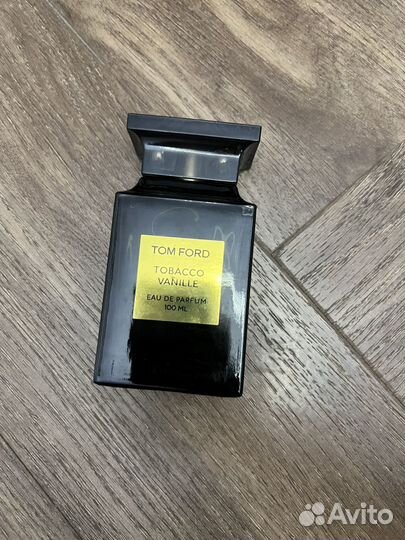 TOM FORD
TOBACCO
VANILLE
EAU DE PARFUM
100 ML
Avito